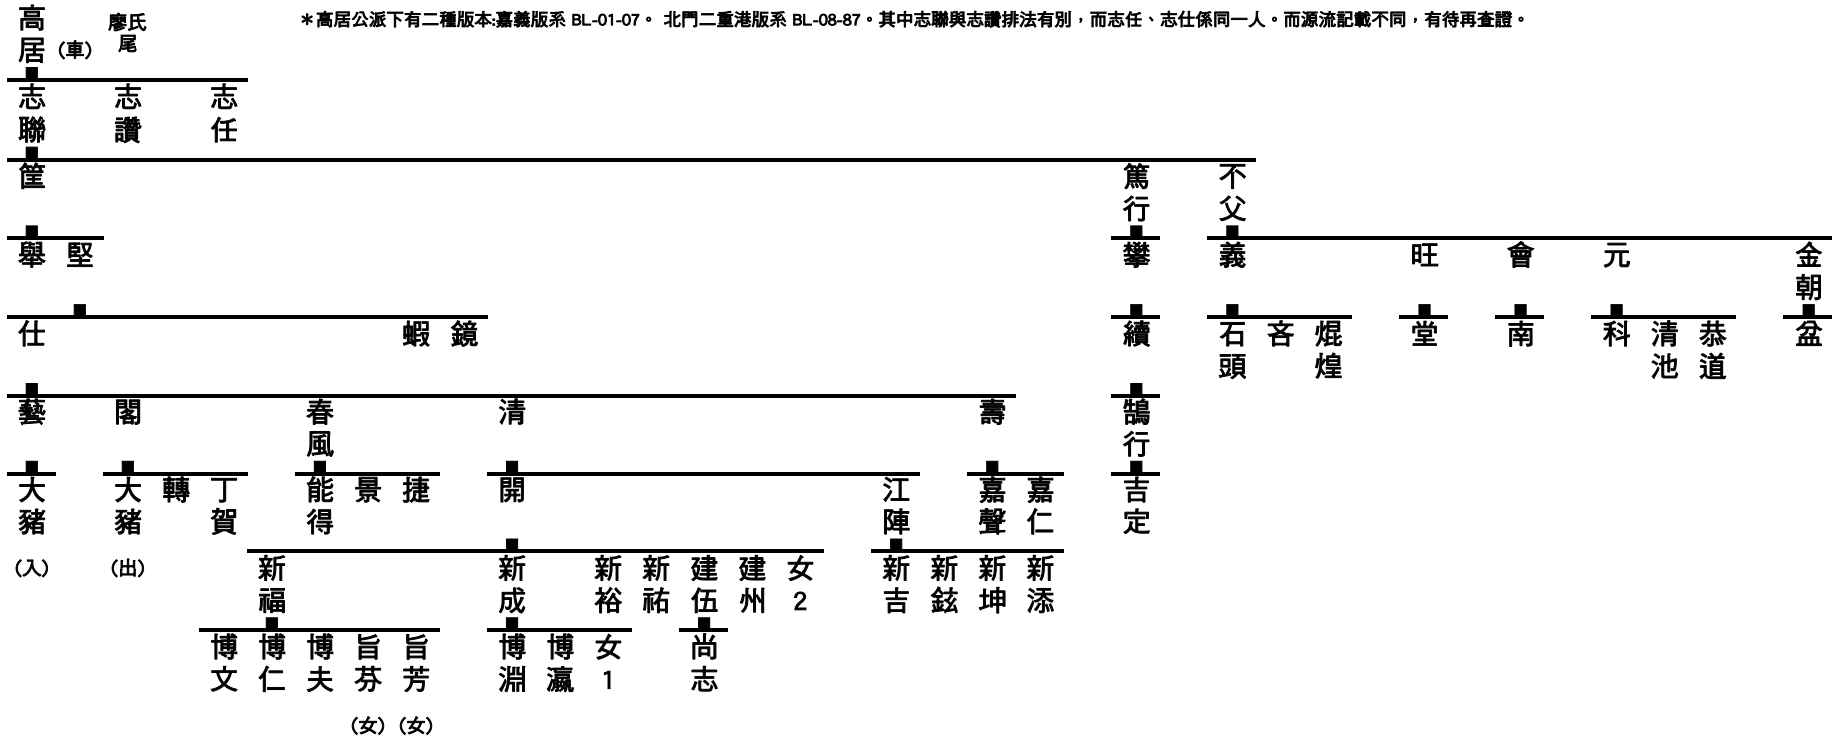 高居 (車) 廖氏尾 ＊高居公派下有二種版本:嘉義版系 BL-01-07。 北門二重港版系 BL-08-87。其中志聯與志讚排法有別，而志任、志仕係同一人。而源流記載不同，有待再查證。
志聯 志讚 志任
筐 篤行 不父
舉 堅 攀 義 旺 會 元 金朝
仕 蝦 鏡 續 石頭 吝 焜煌 堂 南 科 清池 恭道 盆
藝 閣 春風 清 壽 鵠行
大豬 (入) 大豬 (出) 轉 丁賀 能得 景 捷 開 江陣 嘉聲 嘉仁 吉定
新福 新成 新裕 新祐 建伍 建州 女2 新吉 新鉉 新坤 新添
博文 博仁 博夫 旨芬 (女) 旨芳 (女) 博淵 博瀛 女1 尚志